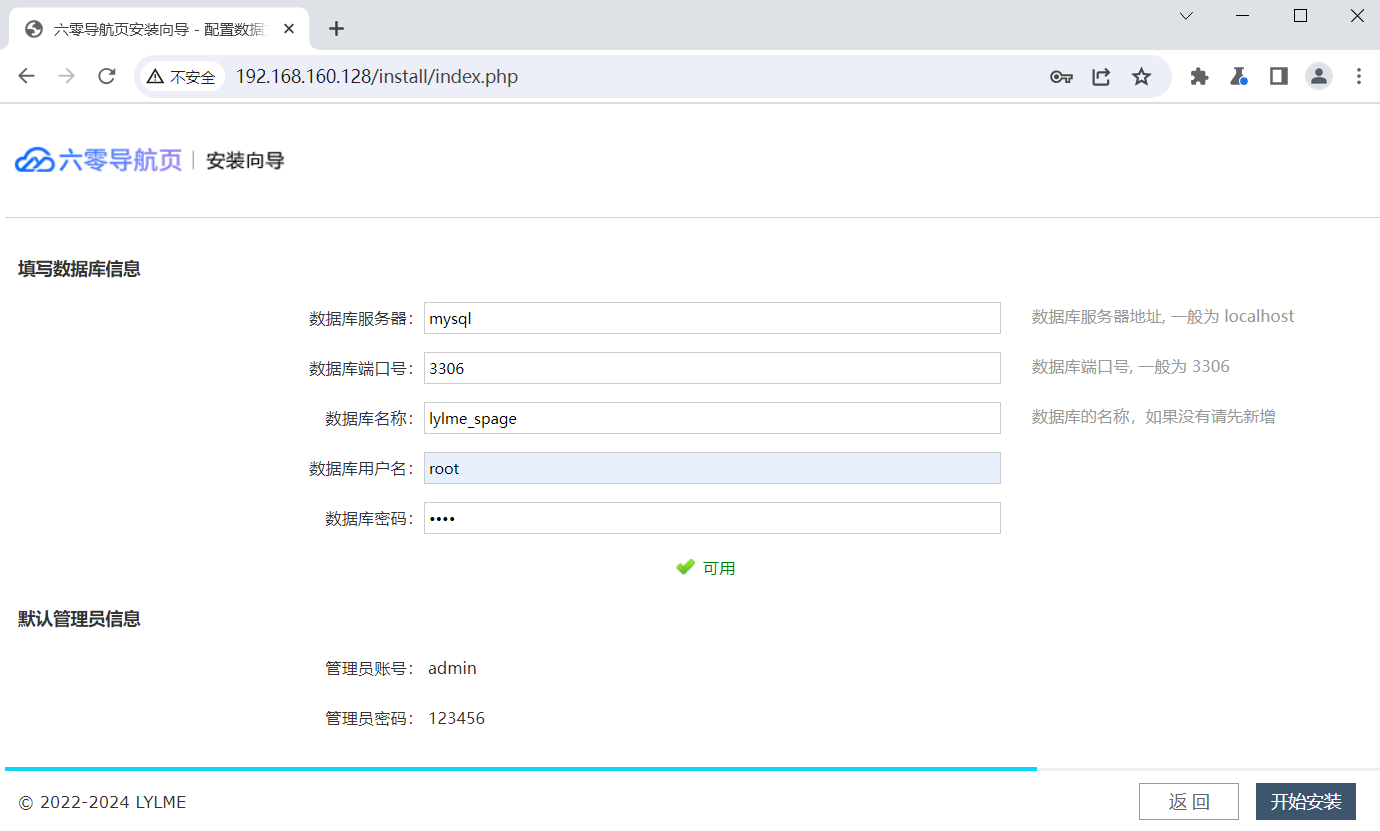 六零导航页安装向导 - 配置数据
不安全
192.168.160.128/install/index.php
六零导航页 | 安装向导
填写数据库信息
数据库服务器: mysql 数据库服务器地址, 一般为 localhost
数据库端口号: 3306 数据库端口号, 一般为 3306
数据库名称: lylme_spage 数据库的名称，如果没有请先新增
数据库用户名: root
数据库密码: ••••
可用
默认管理员信息
管理员账号: admin
管理员密码: 123456
© 2022-2024 LYLME
返 回 开始安装